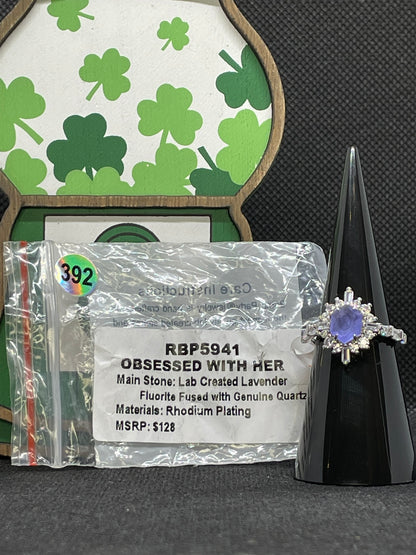 392
Care Instructions
RBP5941
OBSESSED WITH HER
Main Stone: Lab Created Lavender
Fluorite Fused with Genuine Quartz
Materials: Rhodium Plating
MSRP: $128